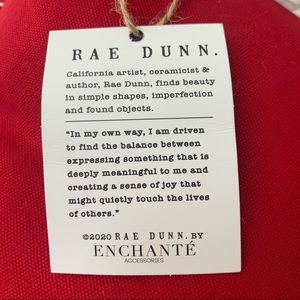 RAE DUNN.
California artist, ceramicist &
author, Rae Dunn, finds beauty
in simple shapes, imperfection
and found objects.
“In my own way, I am driven
to find the balance between
expressing something that is
deeply meaningful to me and
creating a sense of joy that
might quietly touch the lives
of others.”
©2020 RAE DUNN. BY
ENCHANTÉ
ACCESSORIES